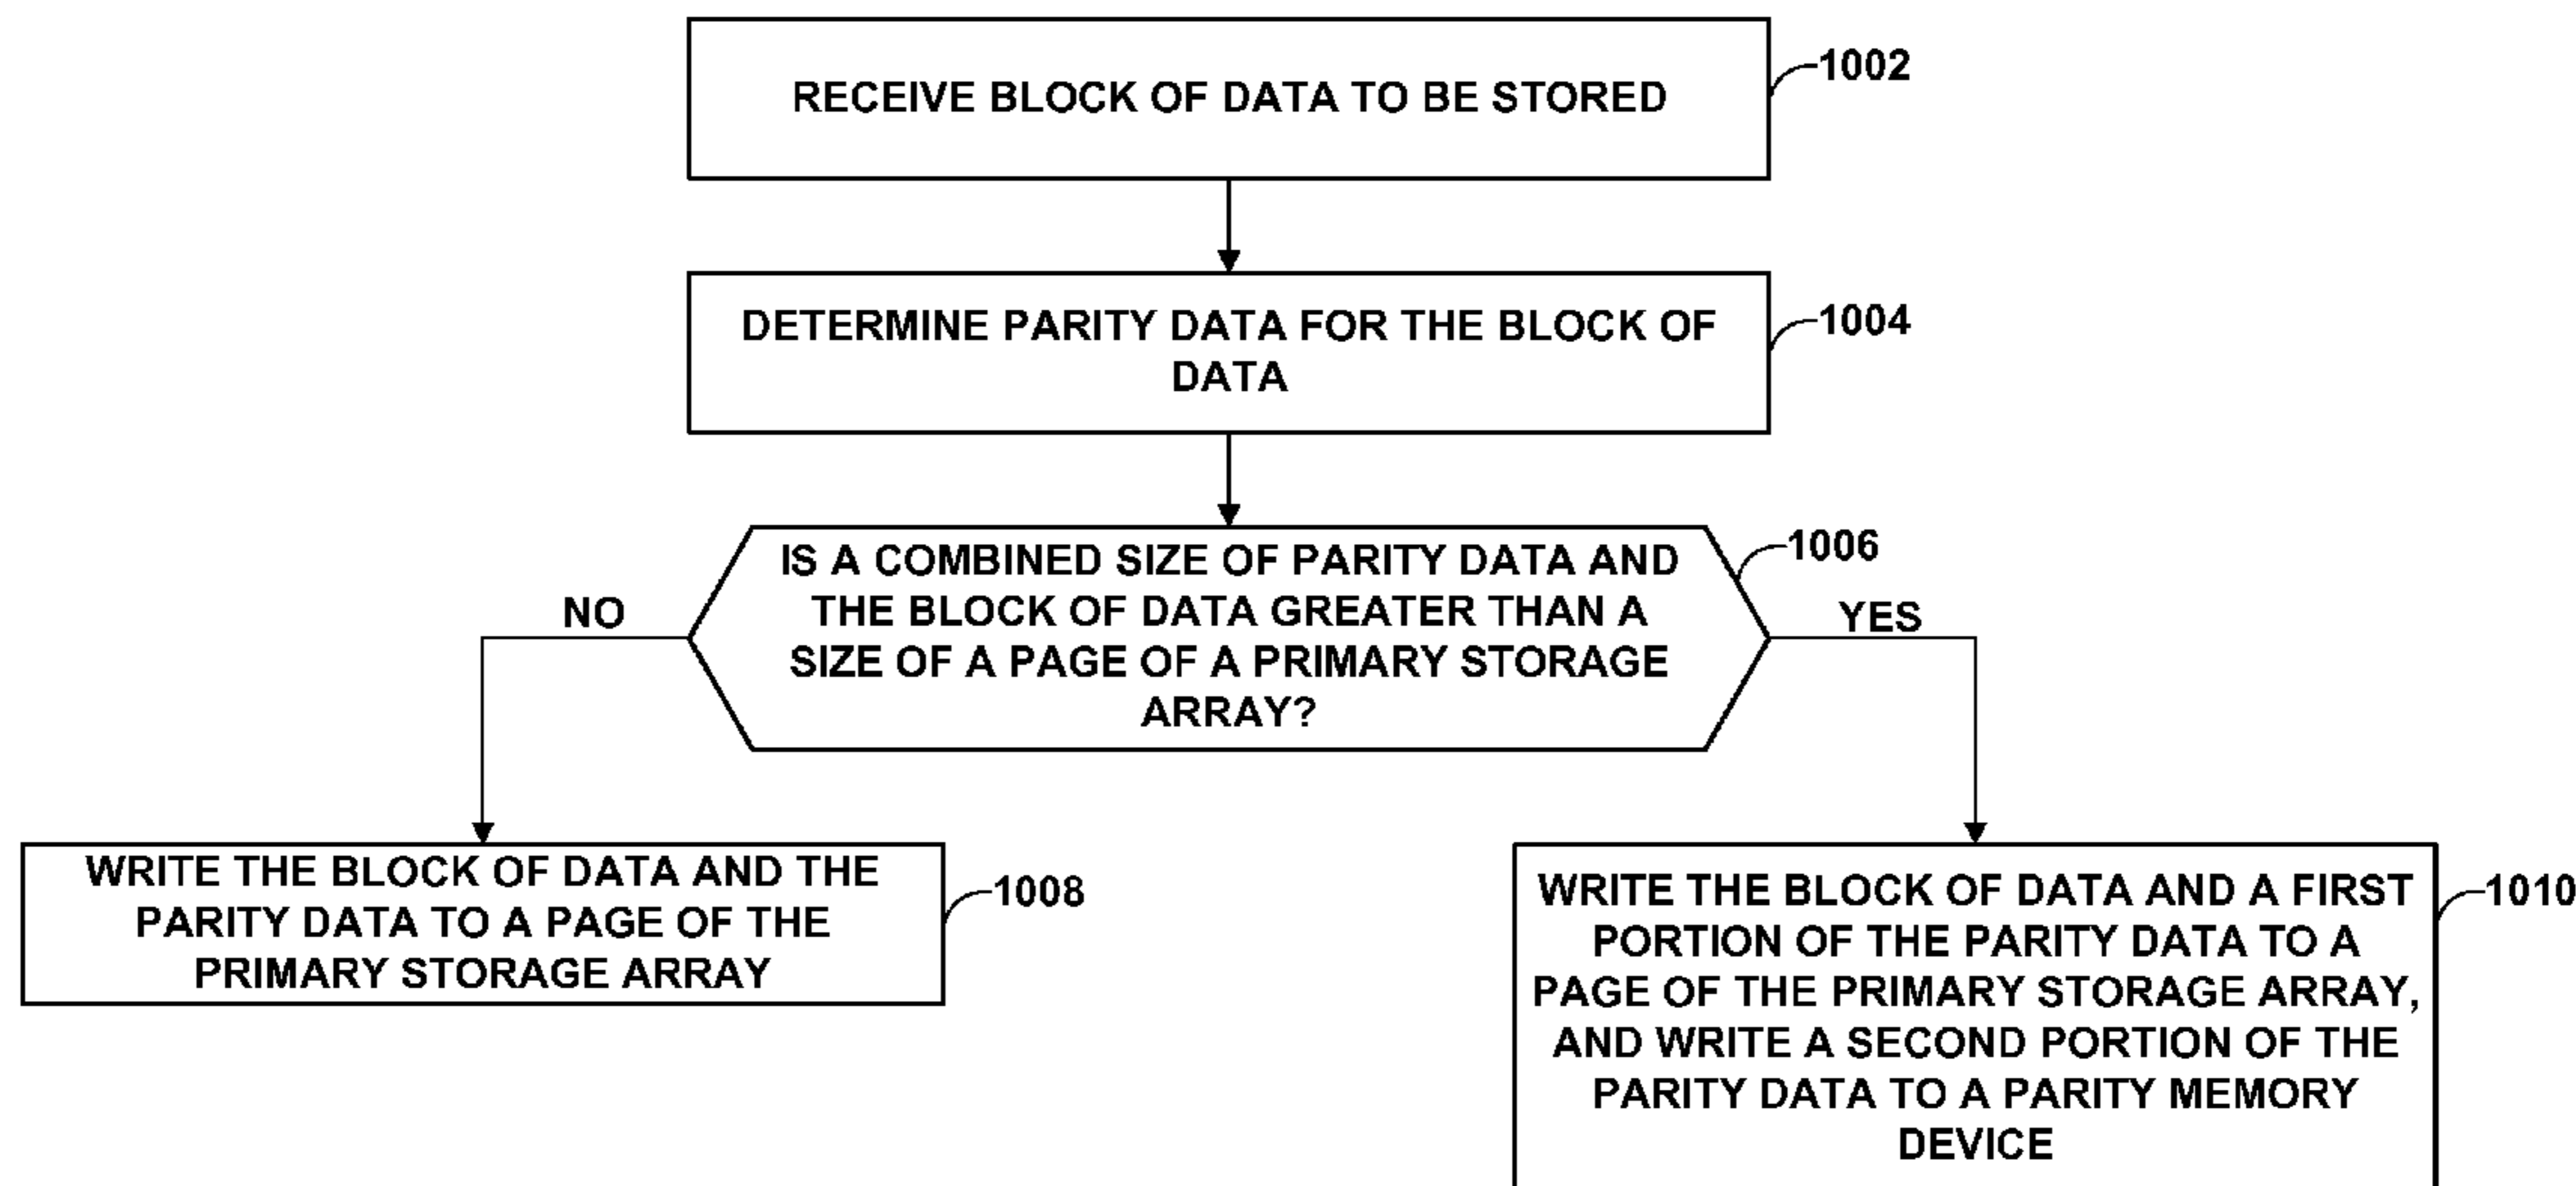 RECEIVE BLOCK OF DATA TO BE STORED
1002
DETERMINE PARITY DATA FOR THE BLOCK OF
DATA
1004
IS A COMBINED SIZE OF PARITY DATA AND
THE BLOCK OF DATA GREATER THAN A
SIZE OF A PAGE OF A PRIMARY STORAGE
ARRAY?
1006
NO
YES
WRITE THE BLOCK OF DATA AND THE
PARITY DATA TO A PAGE OF THE
PRIMARY STORAGE ARRAY
1008
WRITE THE BLOCK OF DATA AND A FIRST
PORTION OF THE PARITY DATA TO A
PAGE OF THE PRIMARY STORAGE ARRAY,
AND WRITE A SECOND PORTION OF THE
PARITY DATA TO A PARITY MEMORY
DEVICE
1010